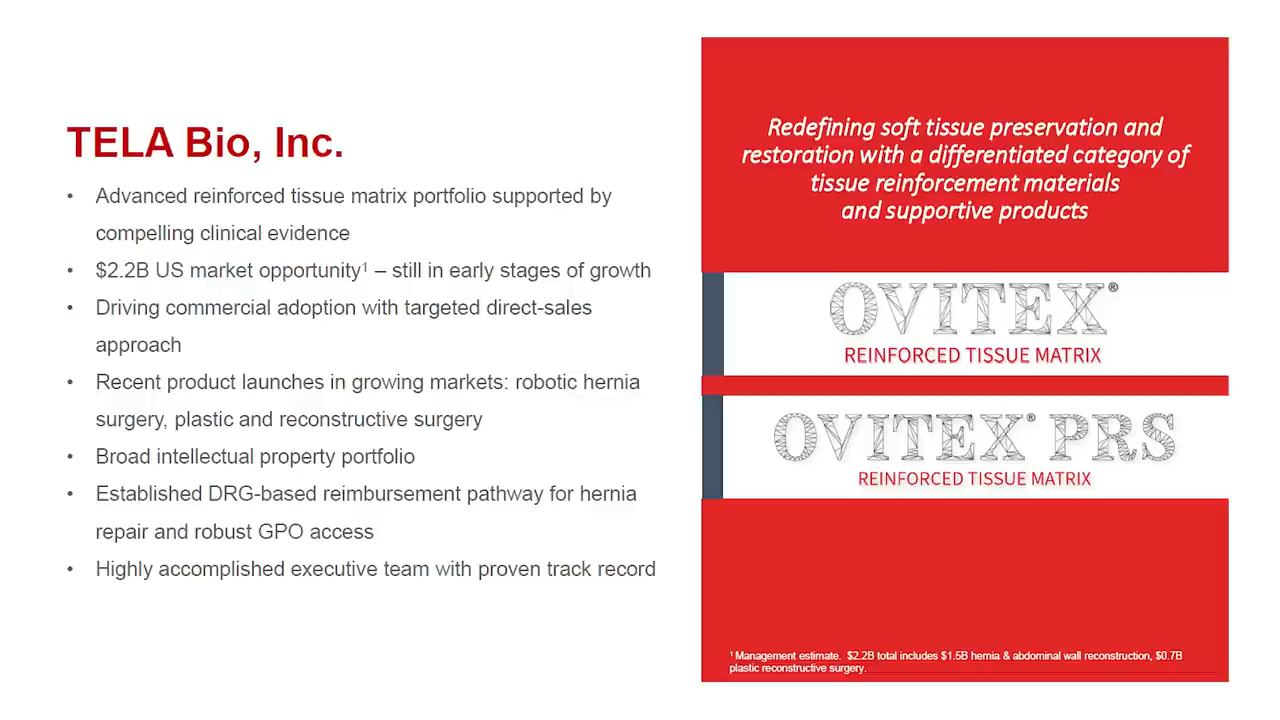 TELA Bio, Inc.
• Advanced reinforced tissue matrix portfolio supported by
compelling clinical evidence
• $2.2B US market opportunity¹ – still in early stages of growth
• Driving commercial adoption with targeted direct-sales
approach
• Recent product launches in growing markets: robotic hernia
surgery, plastic and reconstructive surgery
• Broad intellectual property portfolio
• Established DRG-based reimbursement pathway for hernia
repair and robust GPO access
• Highly accomplished executive team with proven track record
Redefining soft tissue preservation and
restoration with a differentiated category of
tissue reinforcement materials
and supportive products
OVITEX®
REINFORCED TISSUE MATRIX
OVITEX® PRS
REINFORCED TISSUE MATRIX
¹ Management estimate. $2.2B total includes $1.5B hernia & abdominal wall reconstruction, $0.7B
plastic reconstructive surgery.